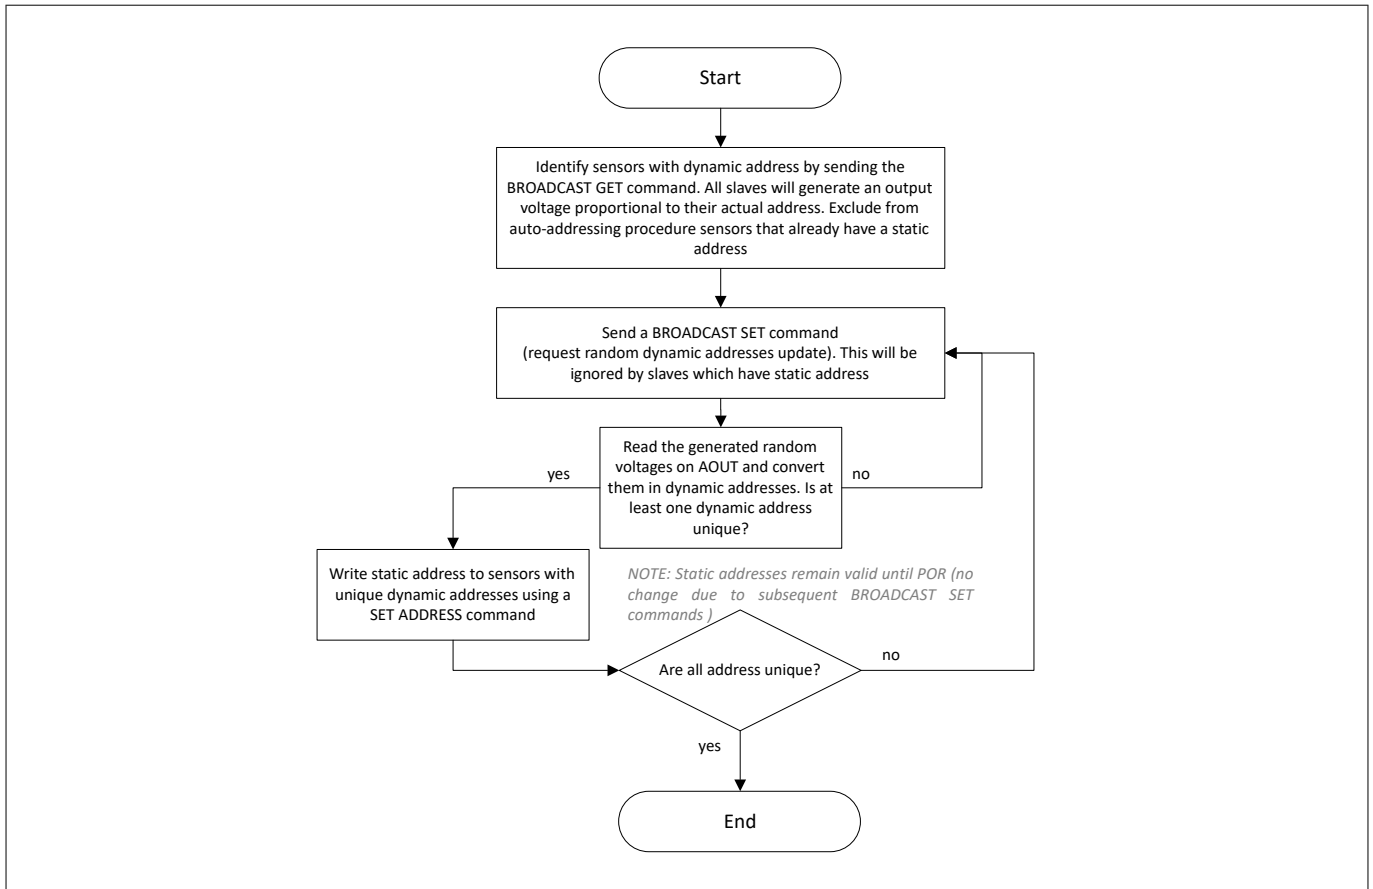 Start
Identify sensors with dynamic address by sending the
BROADCAST GET command. All slaves will generate an output
voltage proportional to their actual address. Exclude from
auto-addressing procedure sensors that already have a static
address
Send a BROADCAST SET command
(request random dynamic addresses update). This will be
ignored by slaves which have static address
Read the generated random
voltages on AOUT and convert
them in dynamic addresses. Is at
least one dynamic address
unique?
yes
no
Write static address to sensors with
unique dynamic addresses using a
SET ADDRESS command
NOTE: Static addresses remain valid until POR (no
change due to subsequent BROADCAST SET
commands )
Are all address unique?
no
yes
End